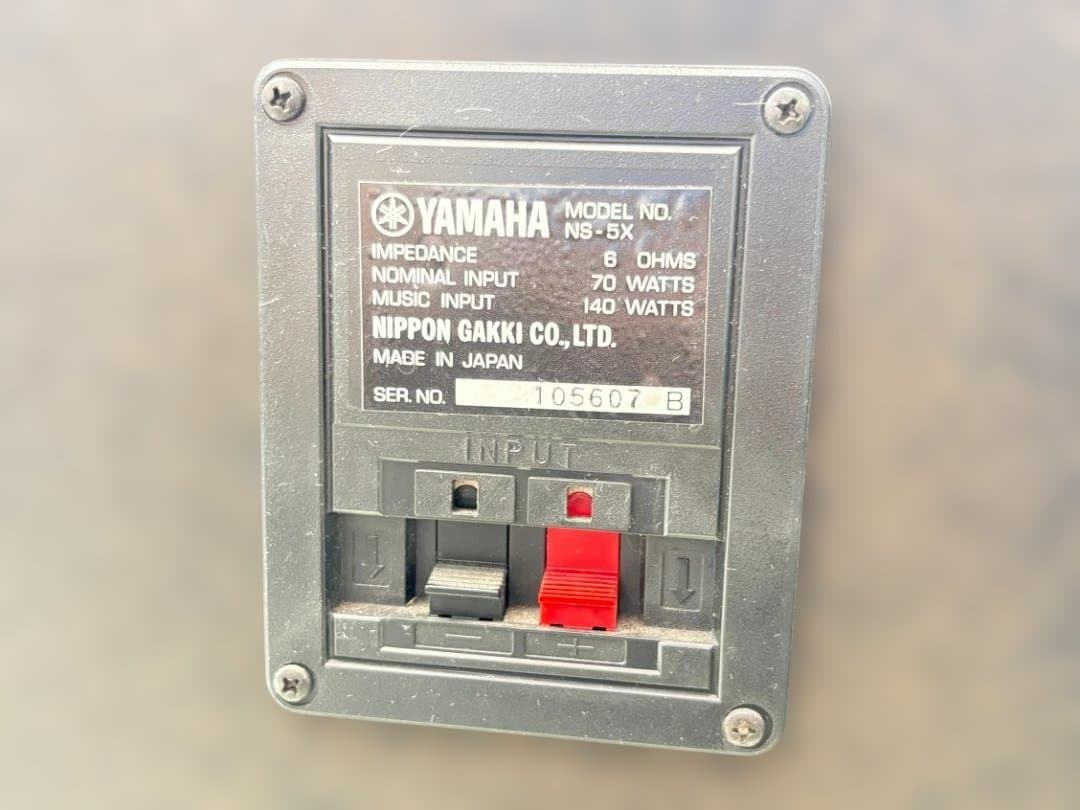 YAMAHA MODEL NO.
NS-5X
IMPEDANCE 6 OHMS
NOMINAL INPUT 70 WATTS
MUSIC INPUT 140 WATTS
NIPPON GAKKI CO.,LTD.
MADE IN JAPAN
SER. NO. 105607 B
INPUT
− +